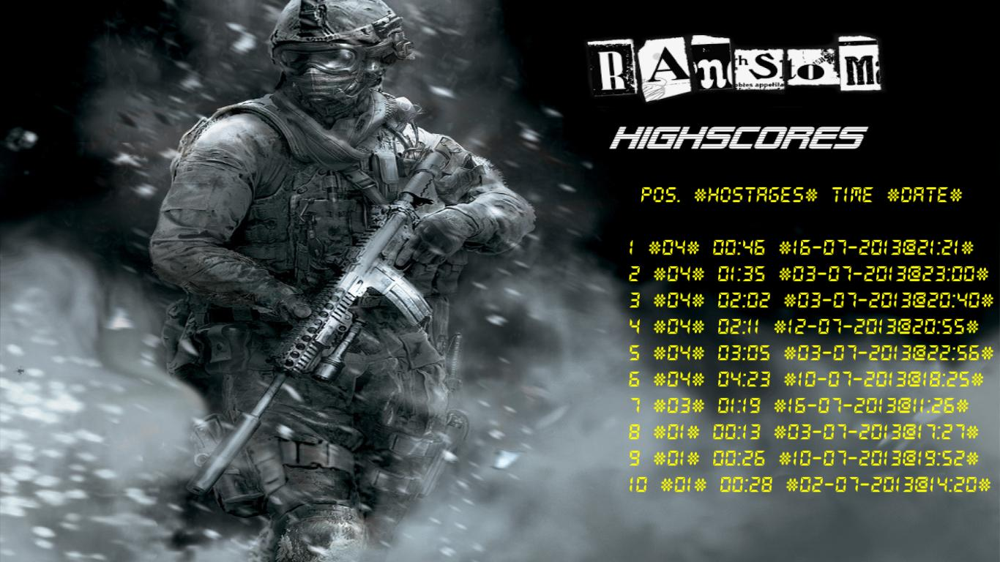 RAnSoM
HIGHSCORES
POS. #HOSTAGES# TIME #DATE#
1 #04# 00:46 #16-07-2013@21:21#
2 #04# 01:35 #03-07-2013@23:00#
3 #04# 02:02 #03-07-2013@20:40#
4 #04# 02:11 #12-07-2013@20:55#
5 #04# 03:05 #03-07-2013@22:56#
6 #04# 04:23 #10-07-2013@18:25#
7 #03# 01:19 #16-07-2013@11:26#
8 #01# 00:13 #03-07-2013@17:27#
9 #01# 00:26 #10-07-2013@19:52#
10 #01# 00:28 #02-07-2013@14:20#